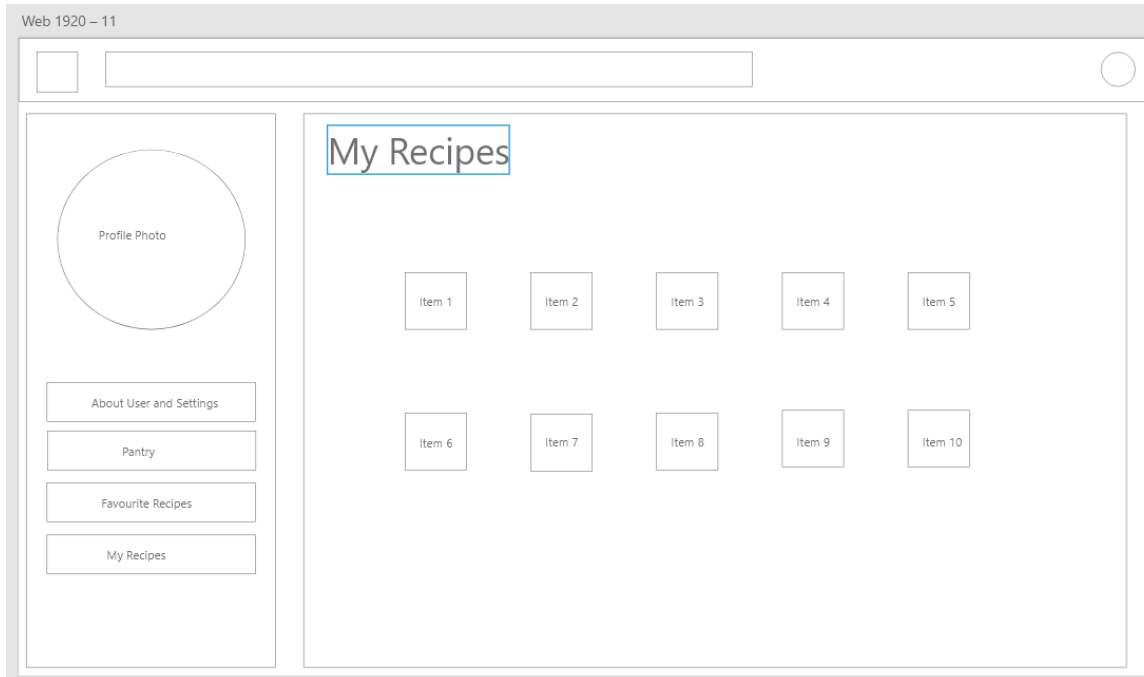 Web 1920 – 11
My Recipes
Profile Photo
About User and Settings
Pantry
Favourite Recipes
My Recipes
Item 1
Item 2
Item 3
Item 4
Item 5
Item 6
Item 7
Item 8
Item 9
Item 10